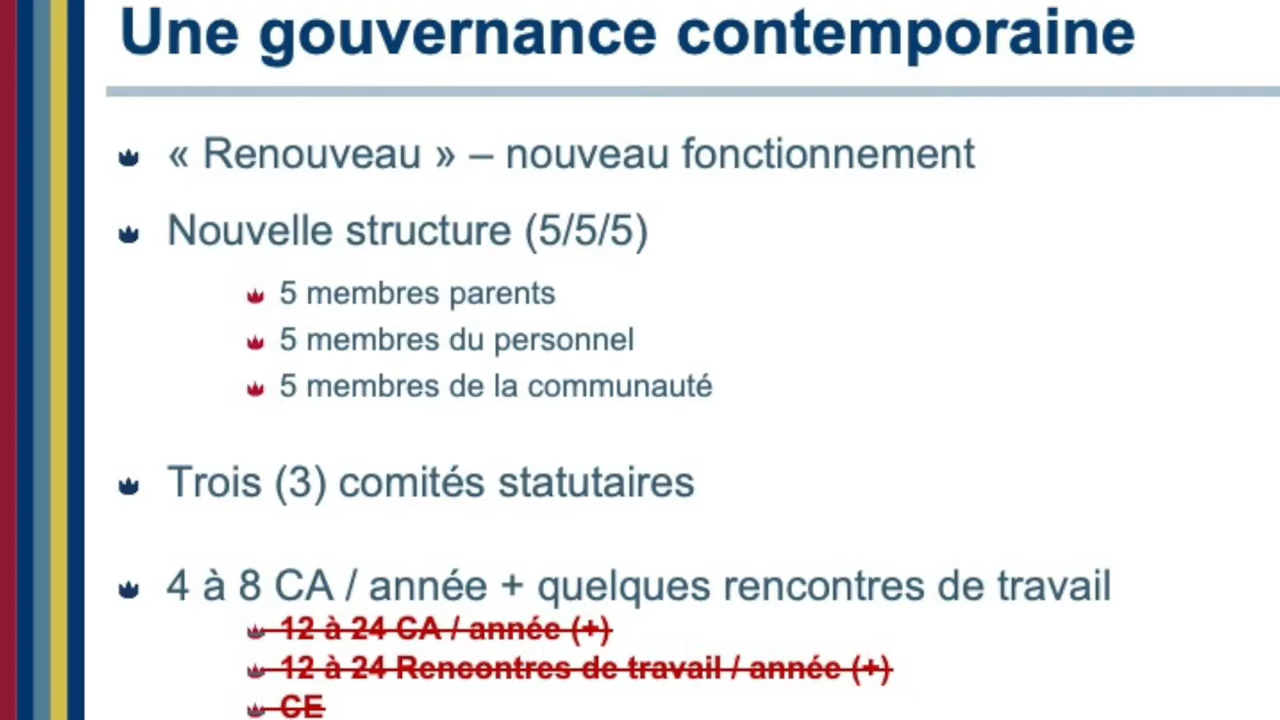 Une gouvernance contemporaine
« Renouveau » – nouveau fonctionnement
Nouvelle structure (5/5/5)
5 membres parents
5 membres du personnel
5 membres de la communauté
Trois (3) comités statutaires
4 à 8 CA / année + quelques rencontres de travail
12 à 24 CA / année (+)
12 à 24 Rencontres de travail / année (+)
CE